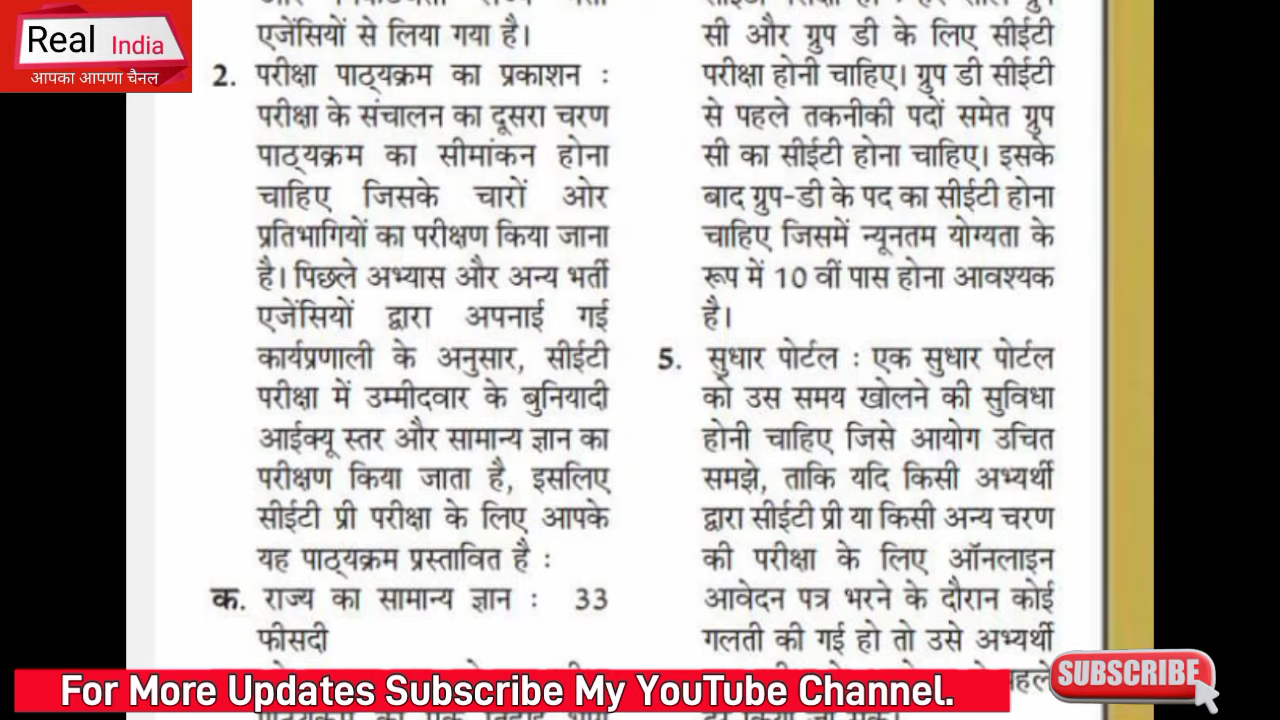 Real India
आपका आपणा चैनल
एजेंसियों से लिया गया है।
2. परीक्षा पाठ्यक्रम का प्रकाशन :
परीक्षा के संचालन का दूसरा चरण
पाठ्यक्रम का सीमांकन होना
चाहिए जिसके चारों ओर
प्रतिभागियों का परीक्षण किया जाना
है। पिछले अभ्यास और अन्य भर्ती
एजेंसियों द्वारा अपनाई गई
कार्यप्रणाली के अनुसार, सीईटी
परीक्षा में उम्मीदवार के बुनियादी
आईक्यू स्तर और सामान्य ज्ञान का
परीक्षण किया जाता है, इसलिए
सीईटी प्री परीक्षा के लिए आपके
यह पाठ्यक्रम प्रस्तावित है :
क. राज्य का सामान्य ज्ञान : 33
फीसदी
सी और ग्रुप डी के लिए सीईटी
परीक्षा होनी चाहिए। ग्रुप डी सीईटी
से पहले तकनीकी पदों समेत ग्रुप
सी का सीईटी होना चाहिए। इसके
बाद ग्रुप-डी के पद का सीईटी होना
चाहिए जिसमें न्यूनतम योग्यता के
रूप में 10 वीं पास होना आवश्यक
है।
5. सुधार पोर्टल : एक सुधार पोर्टल
को उस समय खोलने की सुविधा
होनी चाहिए जिसे आयोग उचित
समझे, ताकि यदि किसी अभ्यर्थी
द्वारा सीईटी प्री या किसी अन्य चरण
की परीक्षा के लिए ऑनलाइन
आवेदन पत्र भरने के दौरान कोई
गलती की गई हो तो उसे अभ्यर्थी
For More Updates Subscribe My YouTube Channel.
SUBSCRIBE